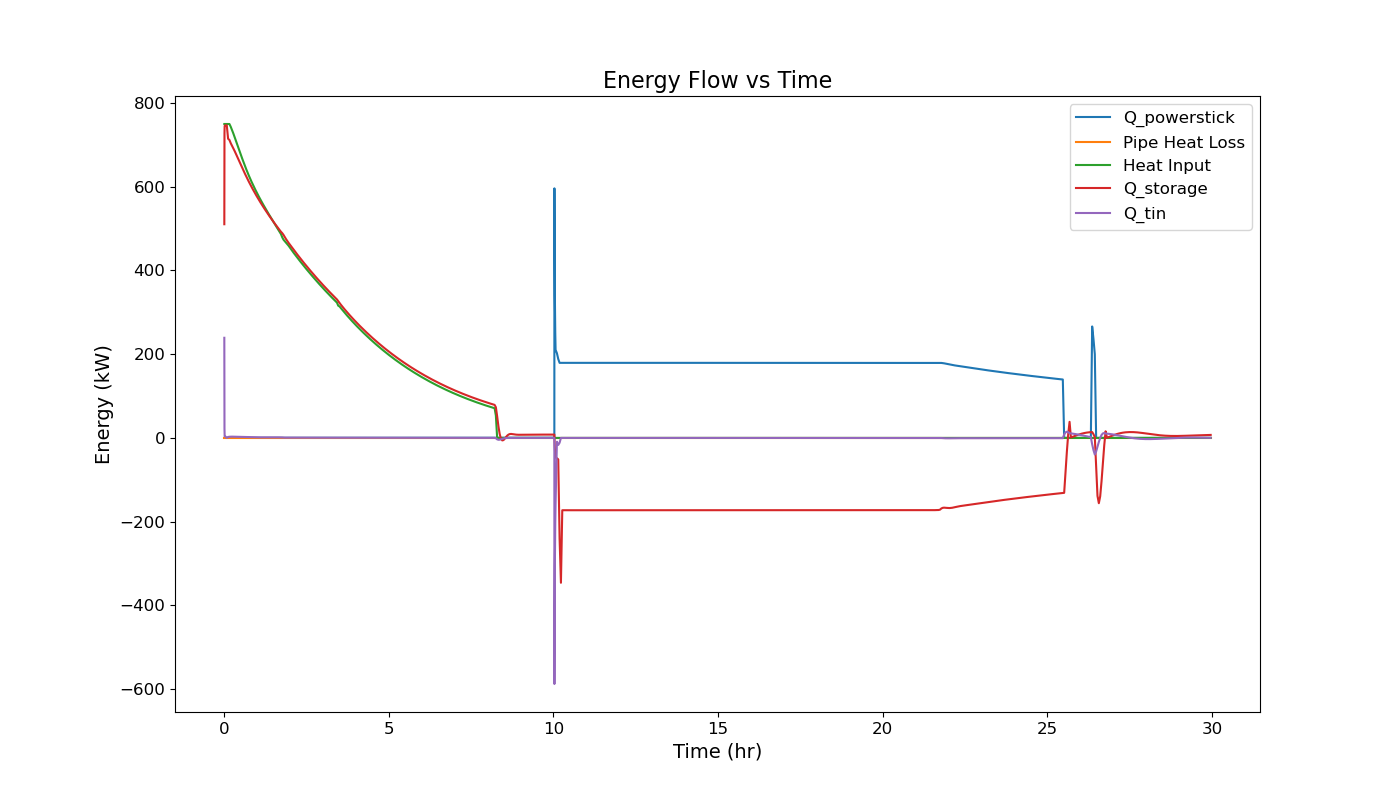 Energy Flow vs Time
800
600
400
200
0
−200
−400
−600
Energy (kW)
0
5
10
15
20
25
30
Time (hr)
Q_powerstick
Pipe Heat Loss
Heat Input
Q_storage
Q_tin